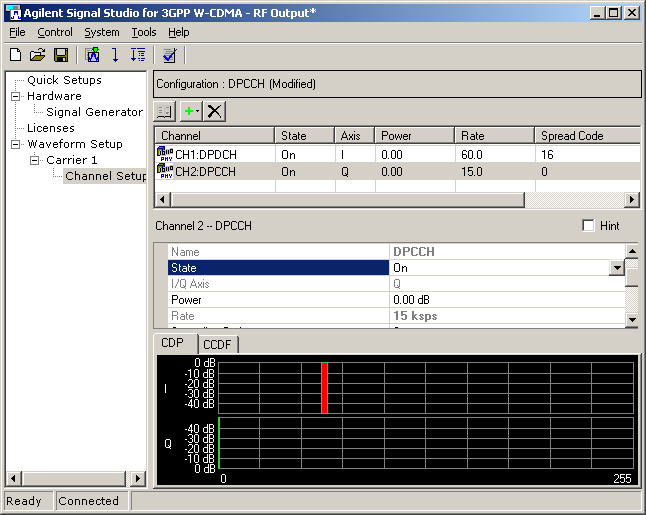 Agilent Signal Studio for 3GPP W-CDMA - RF Output*
File Control System Tools Help
Quick Setups
Hardware
Signal Generator
Licenses
Waveform Setup
Carrier 1
Channel Setup
Configuration : DPCCH (Modified)
Channel State Axis Power Rate Spread Code
PHY CH1:DPDCH On I 0.00 60.0 16
PHY CH2:DPCCH On Q 0.00 15.0 0
Channel 2 -- DPCCH Hint
Name DPCCH
State On
I/Q Axis Q
Power 0.00 dB
Rate 15 ksps
CDP CCDF
I
0 dB
-10 dB
-20 dB
-30 dB
-40 dB
Q
-40 dB
-30 dB
-20 dB
-10 dB
0 dB
0 255
Ready Connected